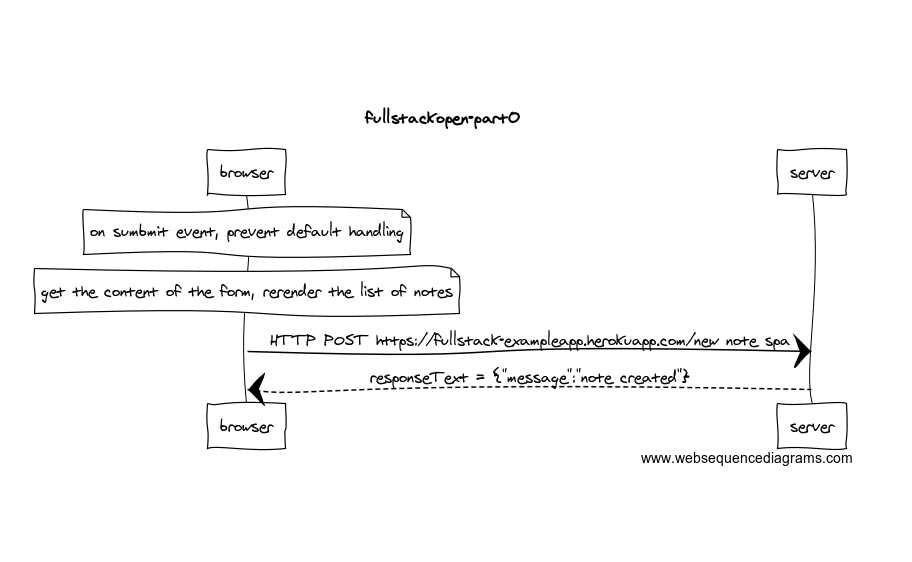 fullstackopen-part0
browser
server
on sumbmit event, prevent default handling
get the content of the form, rerender the list of notes
HTTP POST https://fullstack-exampleapp.herokuapp.com/new note spa
responseText = {"message":"note created"}
browser
server
www.websequencediagrams.com